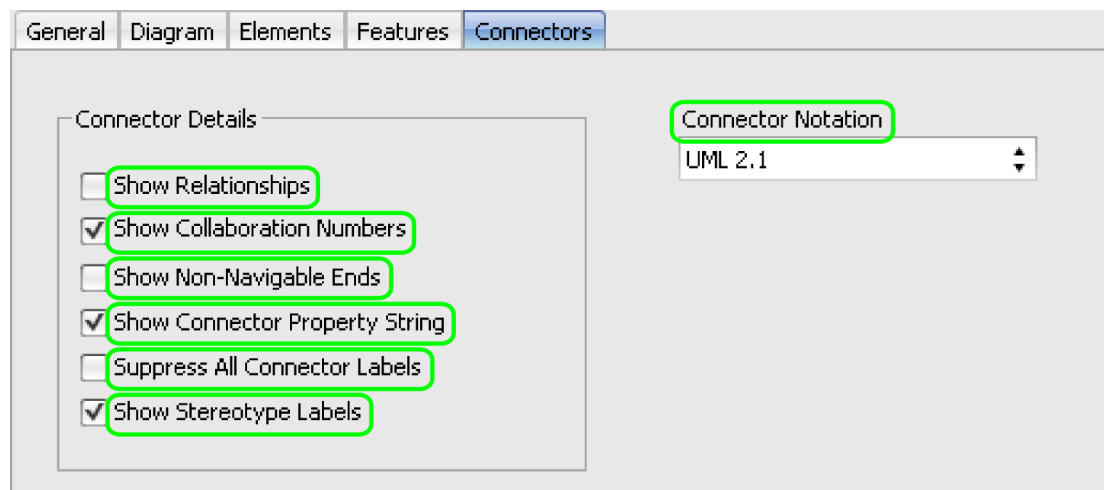 General Diagram Elements Features Connectors
Connector Details
Show Relationships
Show Collaboration Numbers
Show Non-Navigable Ends
Show Connector Property String
Suppress All Connector Labels
Show Stereotype Labels
Connector Notation
UML 2.1